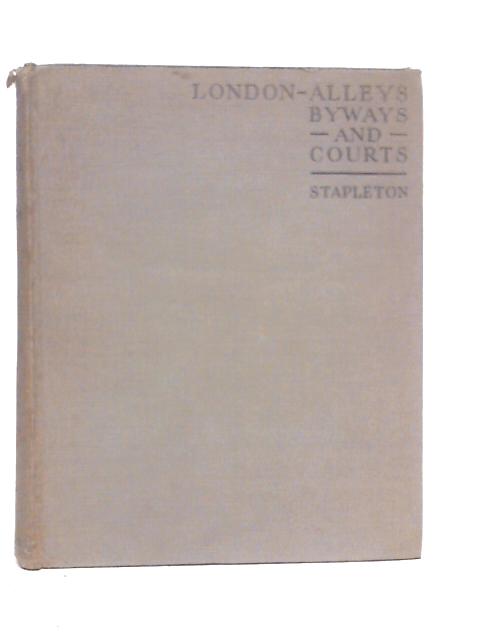 LONDON-ALLEYS
BYWAYS
—AND—
COURTS
STAPLETON